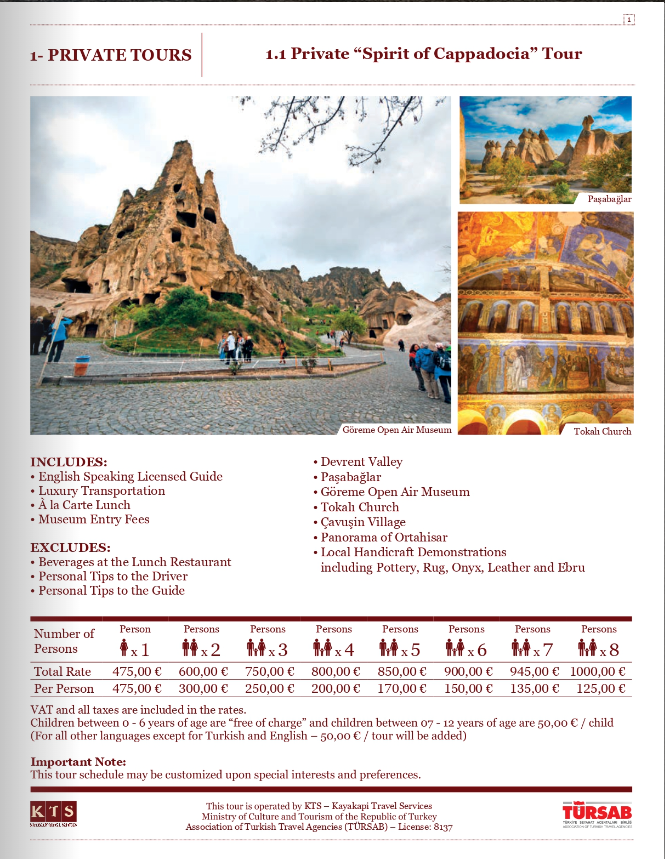 1
1- PRIVATE TOURS
1.1 Private “Spirit of Cappadocia” Tour
Paşabağlar
Göreme Open Air Museum
Tokalı Church
INCLUDES:
• English Speaking Licensed Guide
• Luxury Transportation
• À la Carte Lunch
• Museum Entry Fees
EXCLUDES:
• Beverages at the Lunch Restaurant
• Personal Tips to the Driver
• Personal Tips to the Guide
• Devrent Valley
• Paşabağlar
• Göreme Open Air Museum
• Tokalı Church
• Çavuşin Village
• Panorama of Ortahisar
• Local Handicraft Demonstrations
including Pottery, Rug, Onyx, Leather and Ebru
Number of Persons Person x 1 Persons x 2 Persons x 3 Persons x 4 Persons x 5 Persons x 6 Persons x 7 Persons x 8
Total Rate 475,00 € 600,00 € 750,00 € 800,00 € 850,00 € 900,00 € 945,00 € 1000,00 €
Per Person 475,00 € 300,00 € 250,00 € 200,00 € 170,00 € 150,00 € 135,00 € 125,00 €
VAT and all taxes are included in the rates.
Children between 0 - 6 years of age are “free of charge” and children between 07 - 12 years of age are 50,00 € / child
(For all other languages except for Turkish and English – 50,00 € / tour will be added)
Important Note:
This tour schedule may be customized upon special interests and preferences.
KTS
This tour is operated by KTS – Kayakapi Travel Services
Ministry of Culture and Tourism of the Republic of Turkey
Association of Turkish Travel Agencies (TÜRSAB) – License: 8137
TÜRSAB